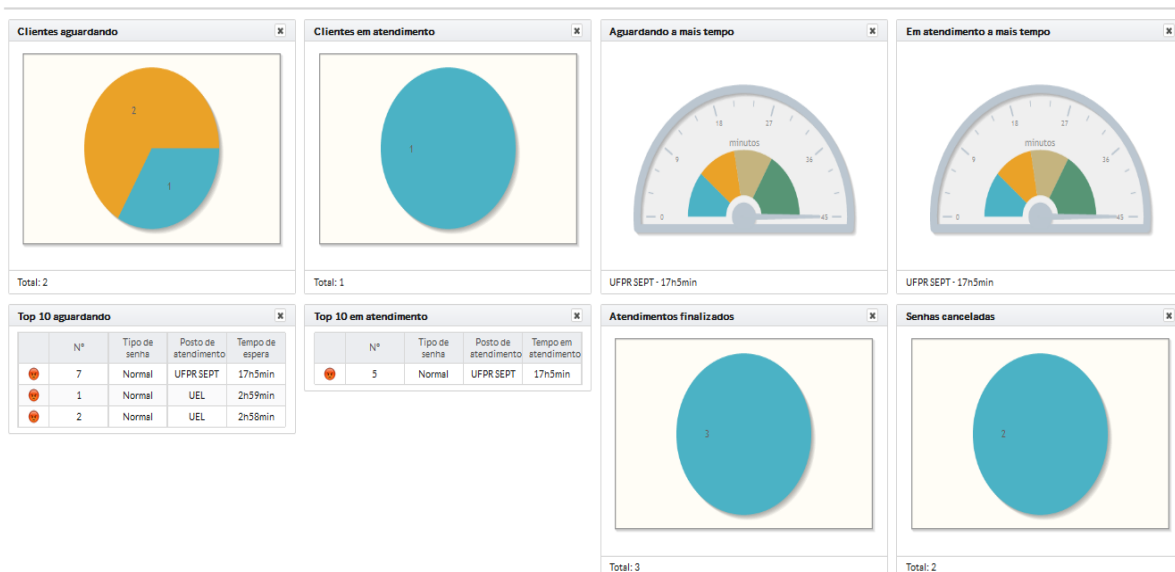 Clientes aguardando
2
1
Total: 2
Clientes em atendimento
1
Total: 1
Aguardando a mais tempo
minutos
0
9
18
27
36
45
UFPR SEPT - 17h5min
Em atendimento a mais tempo
minutos
0
9
18
27
36
45
UFPR SEPT - 17h5min
Top 10 aguardando
Nº Tipo de senha Posto de atendimento Tempo de espera
7 Normal UFPR SEPT 17h5min
1 Normal UEL 2h59min
2 Normal UEL 2h58min
Top 10 em atendimento
Nº Tipo de senha Posto de atendimento Tempo em atendimento
5 Normal UFPR SEPT 17h5min
Atendimentos finalizados
3
Total: 3
Senhas canceladas
2
Total: 2